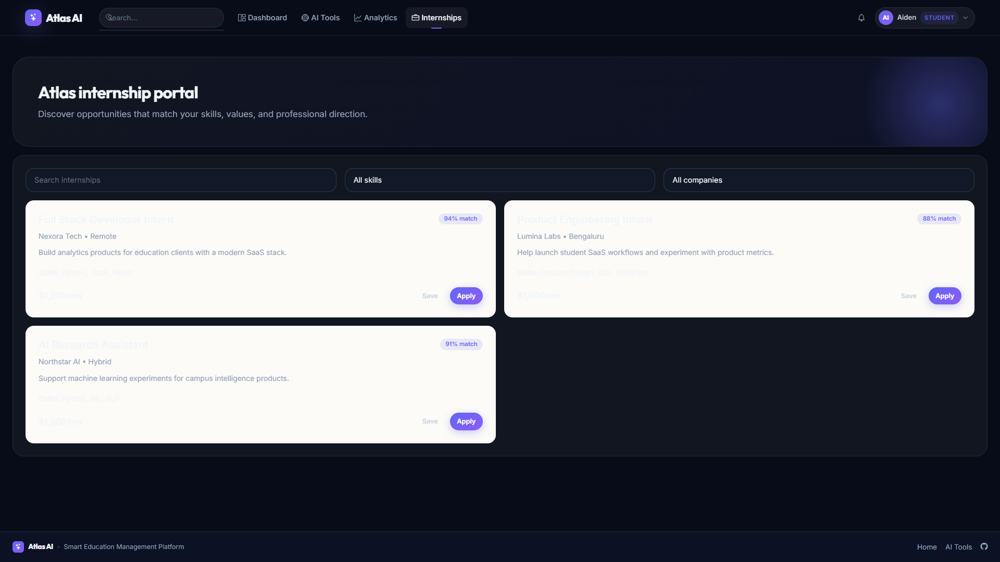 Atlas AI
Search...
Dashboard
AI Tools
Analytics
Internships
AI
Aiden
STUDENT
Atlas internship portal
Discover opportunities that match your skills, values, and professional direction.
Search internships
All skills
All companies
Full Stack Developer Intern
94% match
Nexora Tech • Remote
Build analytics products for education clients with a modern SaaS stack.
Skills: Python, Flask, React
$1,200/mo
Save
Apply
Product Engineering Intern
88% match
Lumina Labs • Bengaluru
Help launch student SaaS workflows and experiment with product metrics.
Skills: Product Design, SQL, Analytics
$1,000/mo
Save
Apply
AI Research Assistant
91% match
Northstar AI • Hybrid
Support machine learning experiments for campus intelligence products.
Skills: Python, ML, NLP
$1,300/mo
Save
Apply
Atlas AI · Smart Education Management Platform
Home
AI Tools